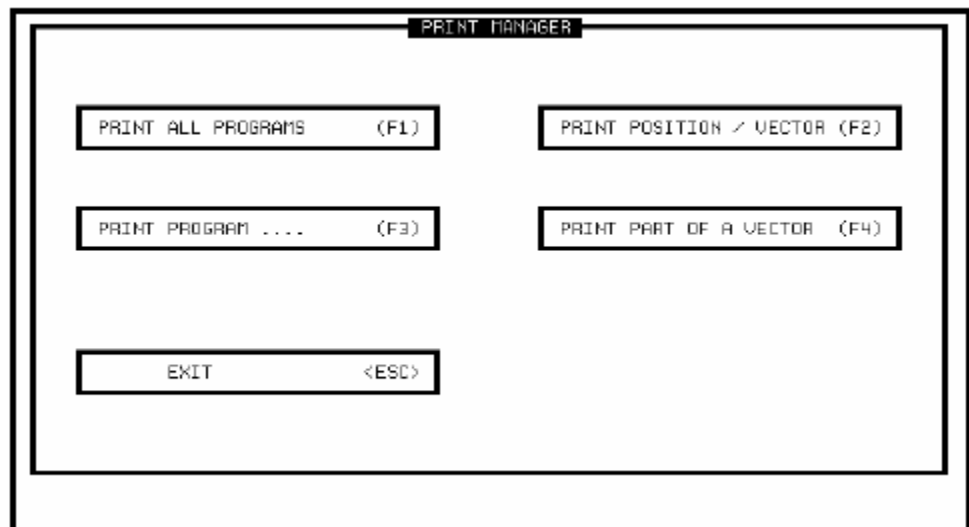 PRINT MANAGER
PRINT ALL PROGRAMS (F1)
PRINT POSITION / VECTOR (F2)
PRINT PROGRAM .... (F3)
PRINT PART OF A VECTOR (F4)
EXIT <ESC>